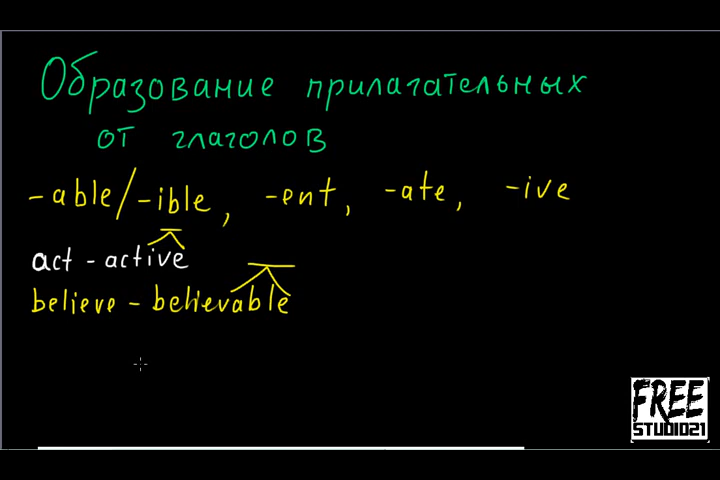 Образование прилагательных
от глаголов
-able/-ible, -ent, -ate, -ive
act - active
believe - believable
FREE
STUDIO21